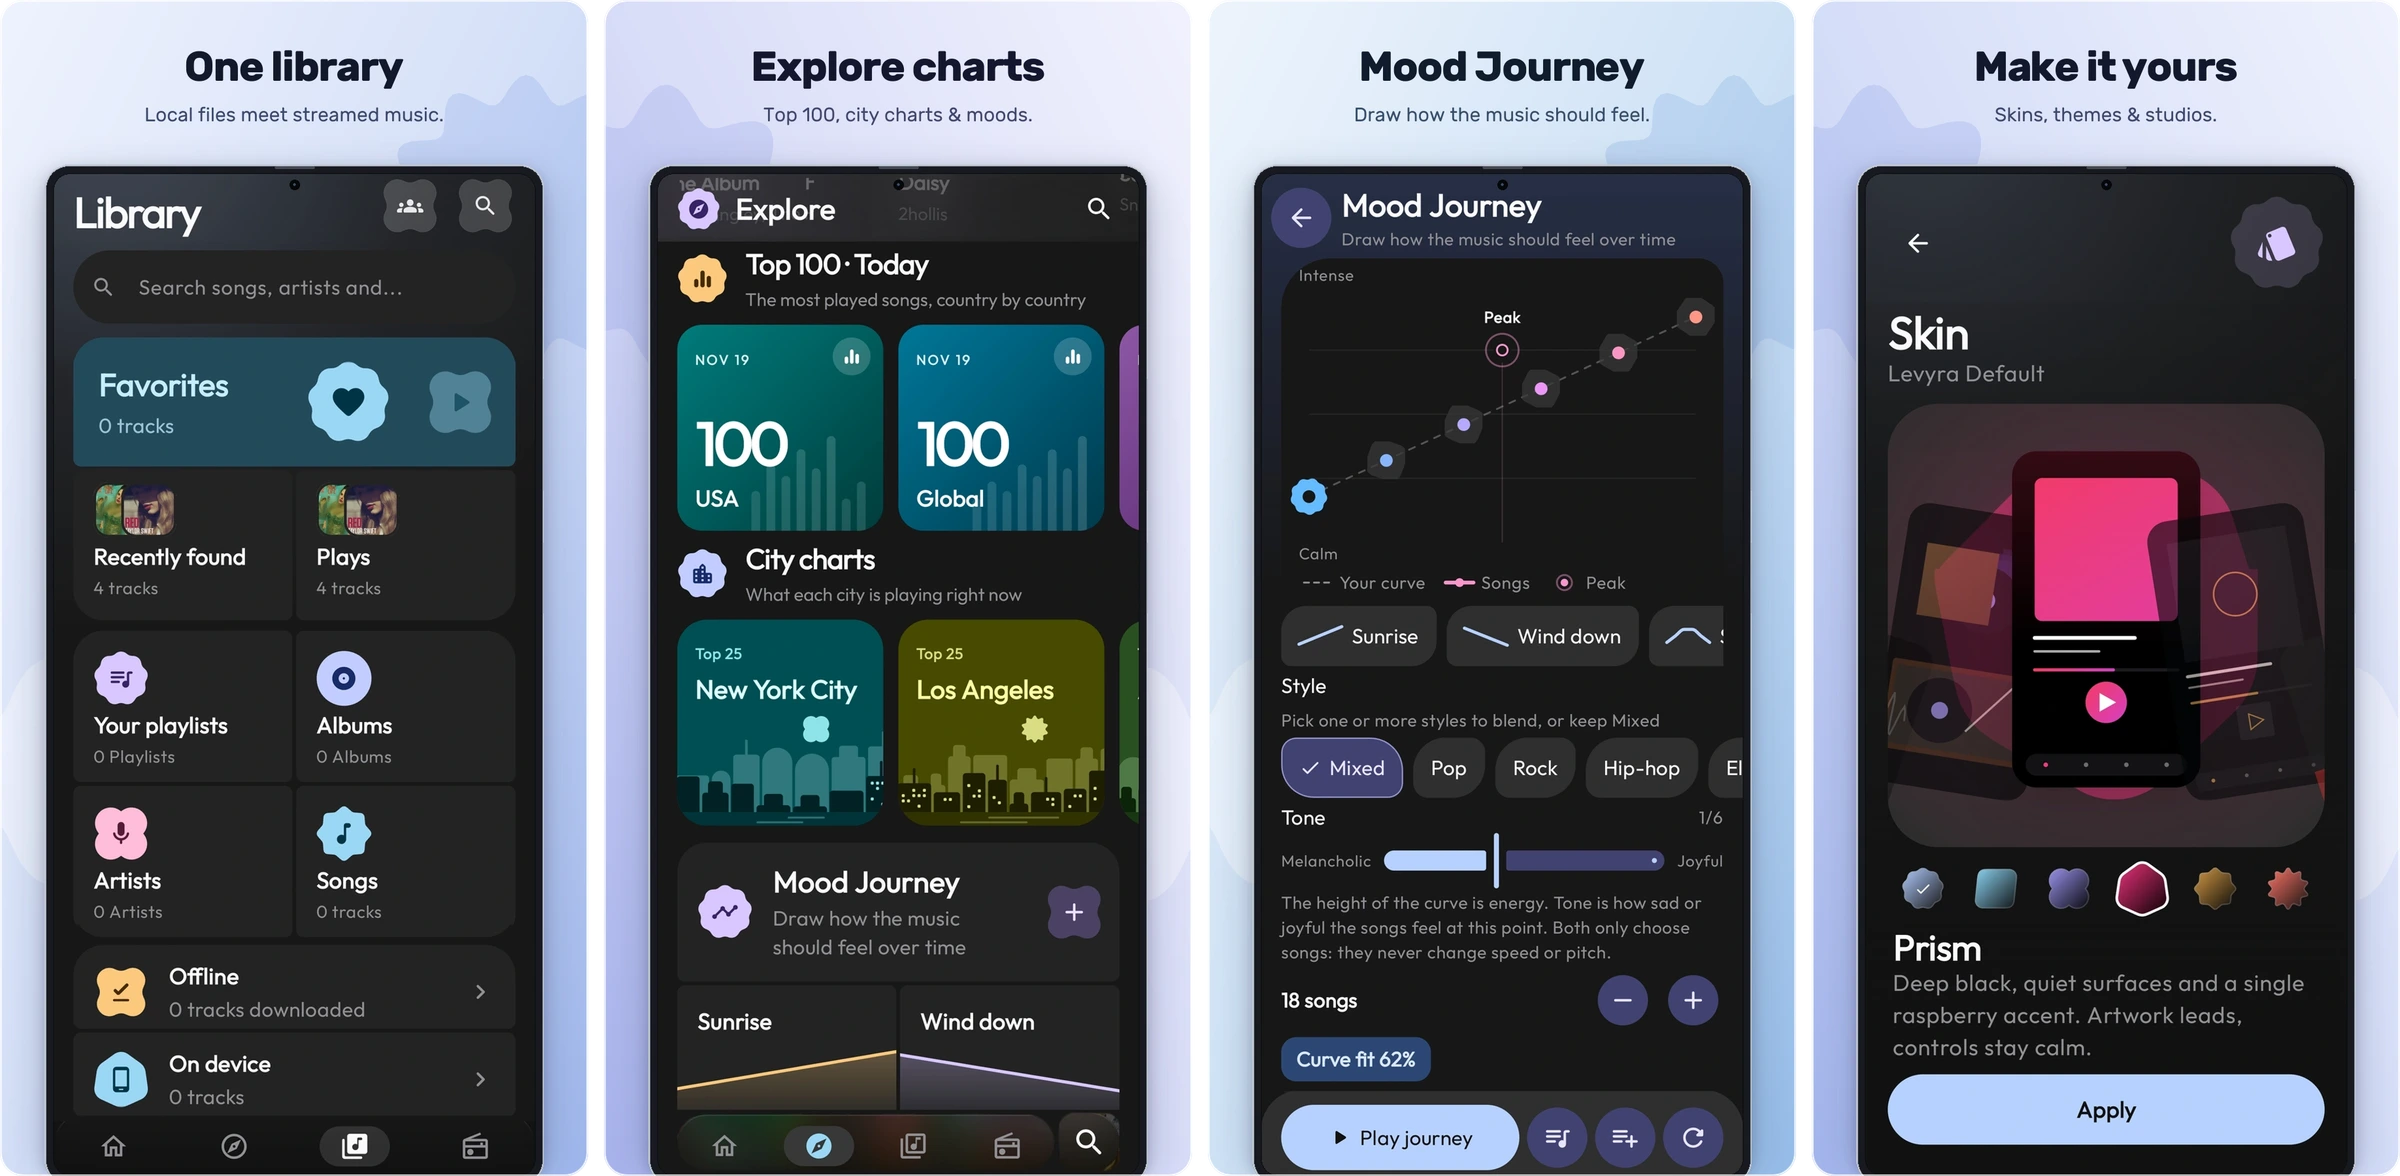 One library
Local files meet streamed music.
Library
Search songs, artists and...
Favorites
0 tracks
Recently found
4 tracks
Plays
4 tracks
Your playlists
0 Playlists
Albums
0 Albums
Artists
0 Artists
Songs
0 tracks
Offline
0 tracks downloaded
On device
0 tracks
Explore charts
Top 100, city charts & moods.
Album
Daisy
2hollis
Explore
Top 100 · Today
The most played songs, country by country
NOV 19
100
USA
NOV 19
100
Global
City charts
What each city is playing right now
Top 25
New York City
Top 25
Los Angeles
Mood Journey
Draw how the music
should feel over time
Sunrise
Wind down
Mood Journey
Draw how the music should feel.
Mood Journey
Draw how the music should feel over time
Intense
Peak
Calm
Your curve
Songs
Peak
Sunrise
Wind down
Style
Pick one or more styles to blend, or keep Mixed
Mixed
Pop
Rock
Hip-hop
El
Tone
1/6
Melancholic
Joyful
The height of the curve is energy. Tone is how sad or
joyful the songs feel at this point. Both only choose
songs: they never change speed or pitch.
18 songs
Curve fit 62%
Play journey
Make it yours
Skins, themes & studios.
Skin
Levyra Default
Prism
Deep black, quiet surfaces and a single
raspberry accent. Artwork leads,
controls stay calm.
Apply